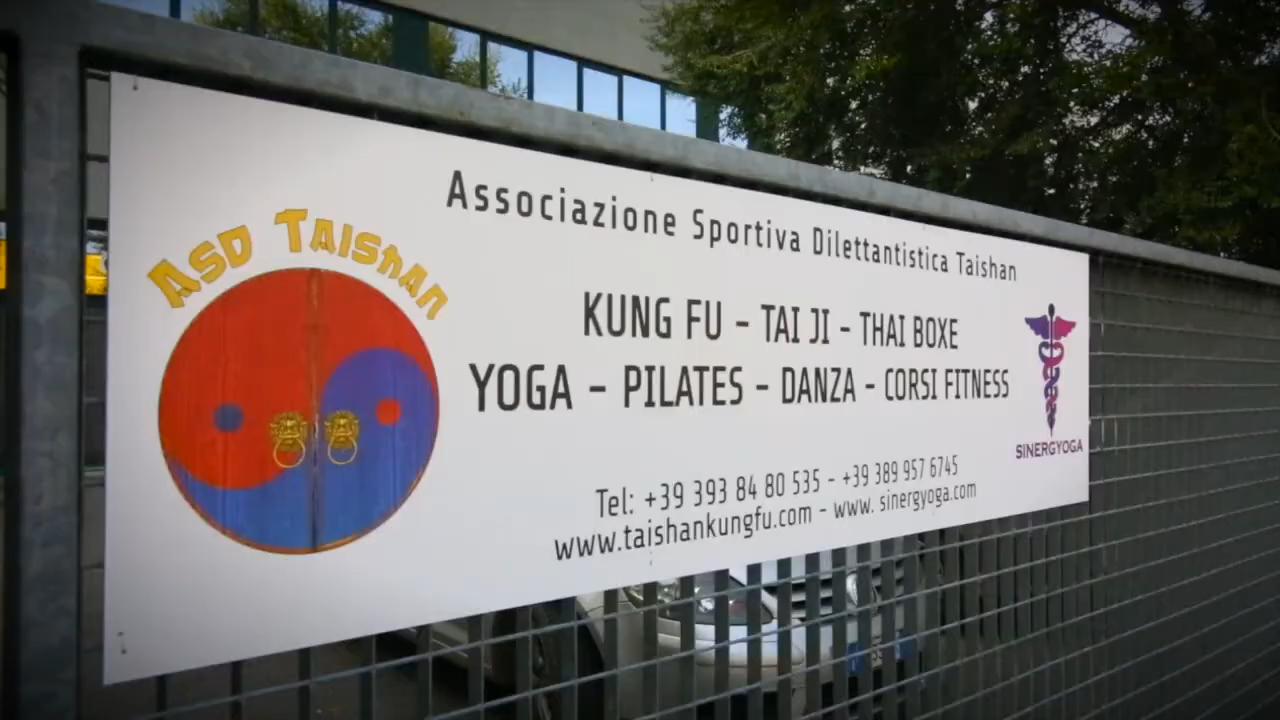 ASD TAISHAN
Associazione Sportiva Dilettantistica Taishan
KUNG FU - TAI JI - THAI BOXE
YOGA - PILATES - DANZA - CORSI FITNESS
SINERGYOGA
Tel: +39 393 84 80 535 - +39 389 957 6745
www.taishankungfu.com - www. sinergyoga.com